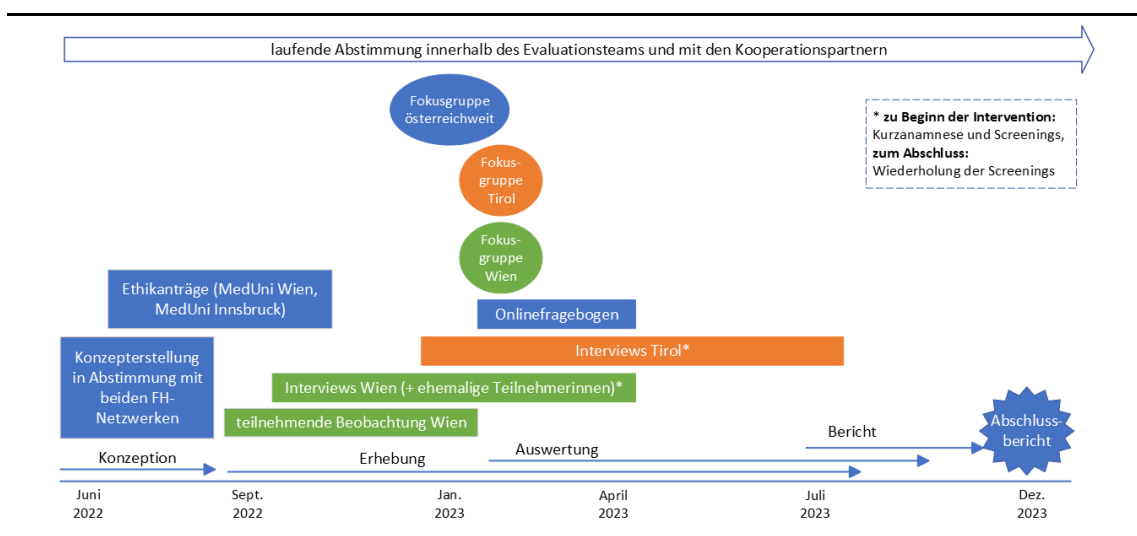 laufende Abstimmung innerhalb des Evaluationsteams und mit den Kooperationspartnern
Fokusgruppe
österreichweit
* zu Beginn der Intervention:
Kurzanamnese und Screenings,
zum Abschluss:
Wiederholung der Screenings
Fokus-
gruppe
Tirol
Fokus-
gruppe
Wien
Ethikanträge (MedUni Wien,
MedUni Innsbruck)
Onlinefragebogen
Konzepterstellung
in Abstimmung mit
beiden FH-
Netzwerken
Interviews Tirol*
Interviews Wien (+ ehemalige Teilnehmerinnen)*
teilnehmende Beobachtung Wien
Abschluss-
bericht
Konzeption
Erhebung
Auswertung
Bericht
Juni
2022
Sept.
2022
Jan.
2023
April
2023
Juli
2023
Dez.
2023